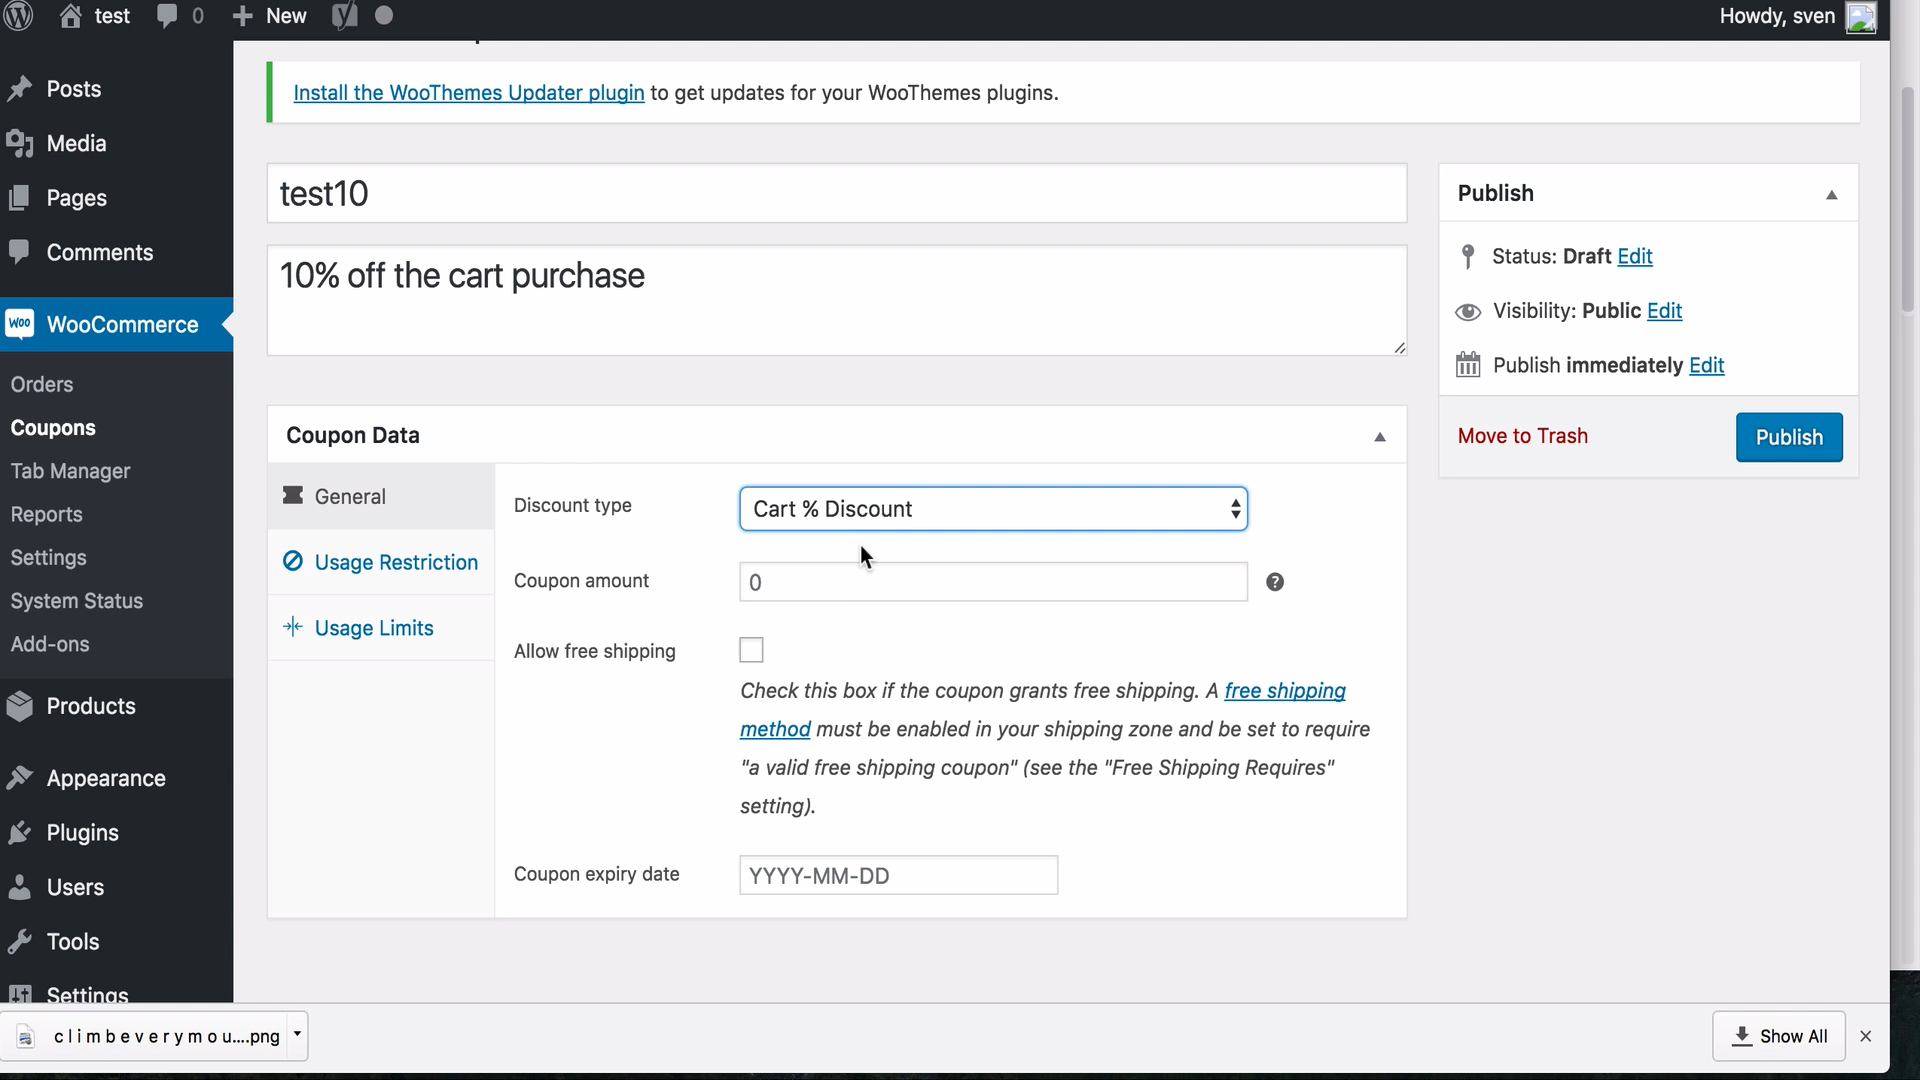 test 0 New Howdy, sven
Install the WooThemes Updater plugin to get updates for your WooThemes plugins.
Posts
Media
Pages
Comments
WooCommerce
Orders
Coupons
Tab Manager
Reports
Settings
System Status
Add-ons
Products
Appearance
Plugins
Users
Tools
Settings
test10
10% off the cart purchase
Coupon Data
General
Usage Restriction
Usage Limits
Discount type Cart % Discount
Coupon amount 0 ?
Allow free shipping
Check this box if the coupon grants free shipping. A free shipping
method must be enabled in your shipping zone and be set to require
"a valid free shipping coupon" (see the "Free Shipping Requires"
setting).
Coupon expiry date YYYY-MM-DD
Publish
Status: Draft Edit
Visibility: Public Edit
Publish immediately Edit
Move to Trash Publish
climbeverymou....png Show All